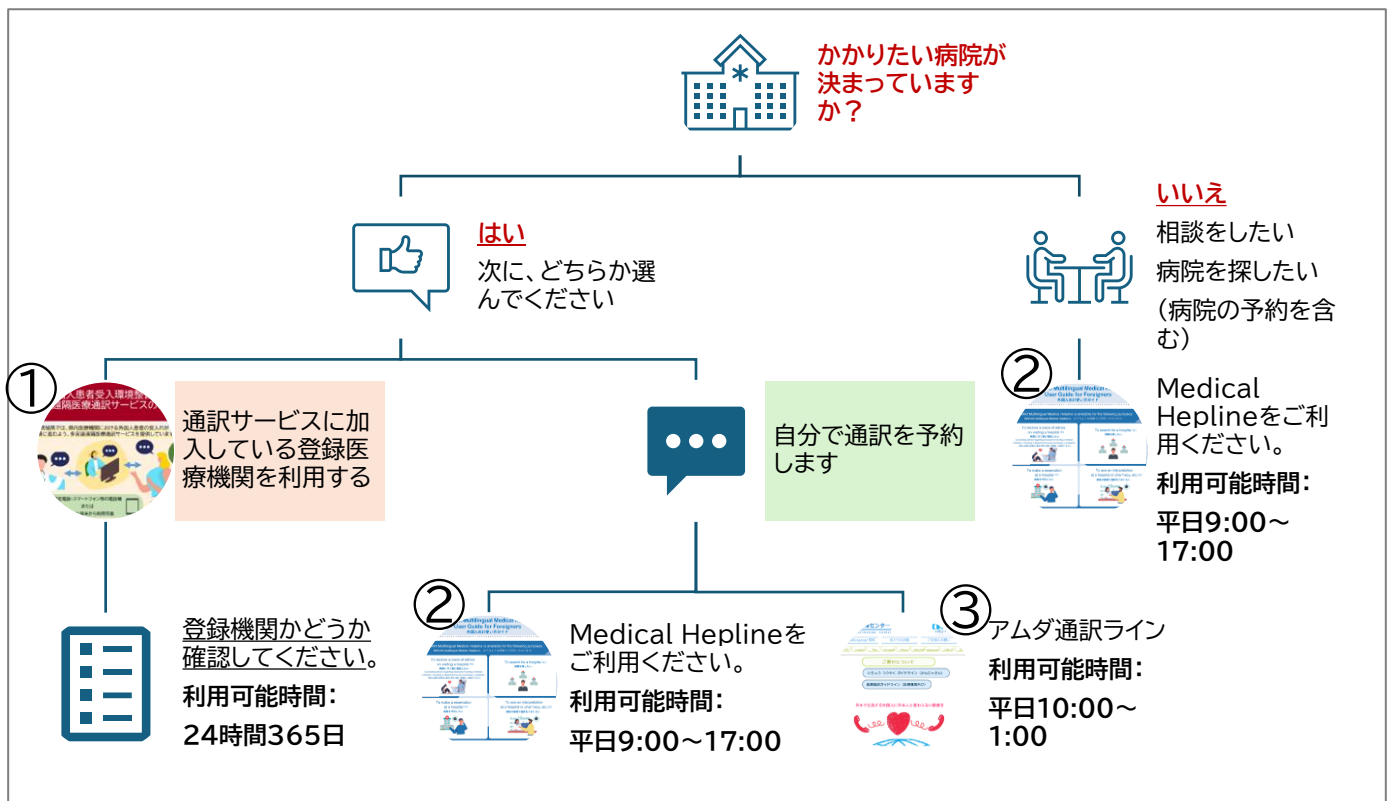 かかりたい病院が
決まっています
か？
はい
次に、どちらか選
んでください
いいえ
相談をしたい
病院を探したい
（病院の予約を含
む）
①
通訳サービスに加
入している登録医
療機関を利用する
自分で通訳を予約
します
②
Medical
Heplineをご利
用ください。
利用可能時間：
平日9:00～
17:00
登録機関かどうか
確認してください。
利用可能時間：
24時間365日
②
Multilingual Medical
User Guide for Foreigners
Medical Heplineを
ご利用ください。
利用可能時間：
平日9:00～17:00
③
アムダ通訳ライン
利用可能時間：
平日10:00～
1:00